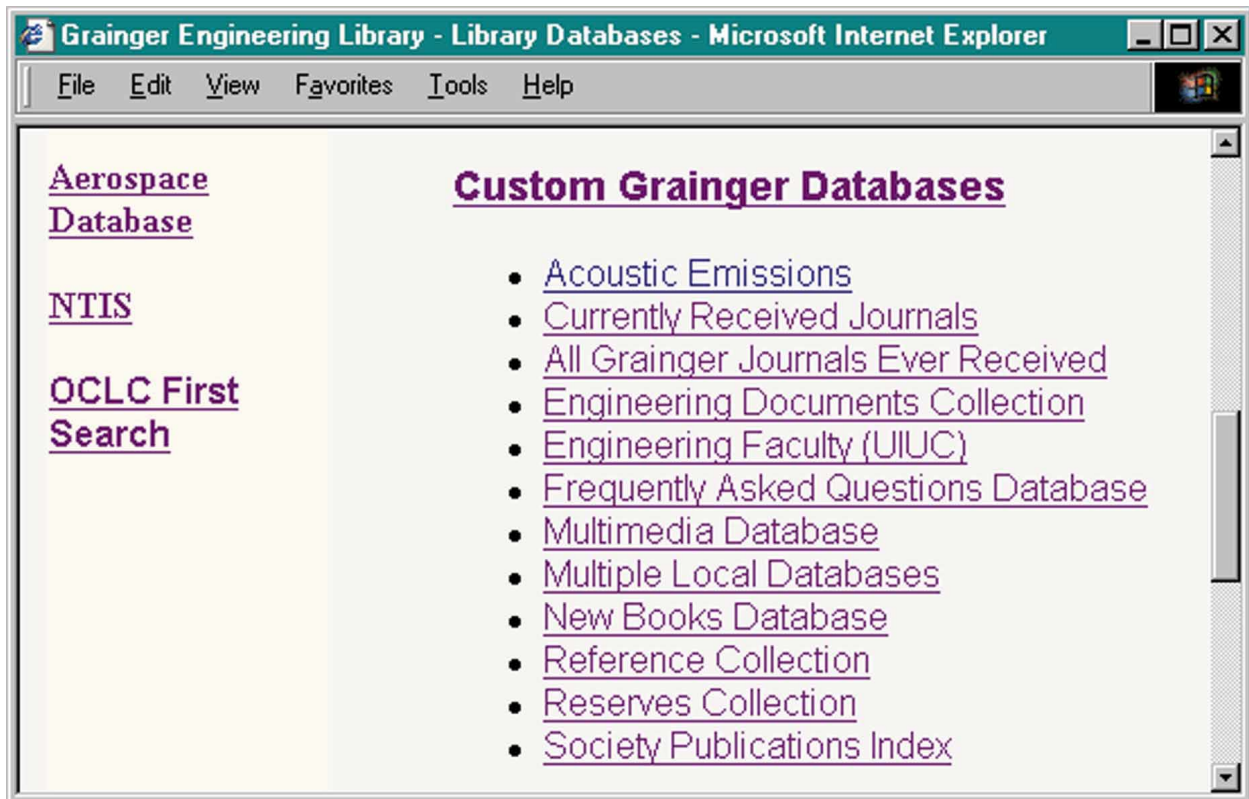 Grainger Engineering Library - Library Databases - Microsoft Internet Explorer
File Edit View Favorites Tools Help
Aerospace
Database
NTIS
OCLC First
Search
Custom Grainger Databases
• Acoustic Emissions
• Currently Received Journals
• All Grainger Journals Ever Received
• Engineering Documents Collection
• Engineering Faculty (UIUC)
• Frequently Asked Questions Database
• Multimedia Database
• Multiple Local Databases
• New Books Database
• Reference Collection
• Reserves Collection
• Society Publications Index